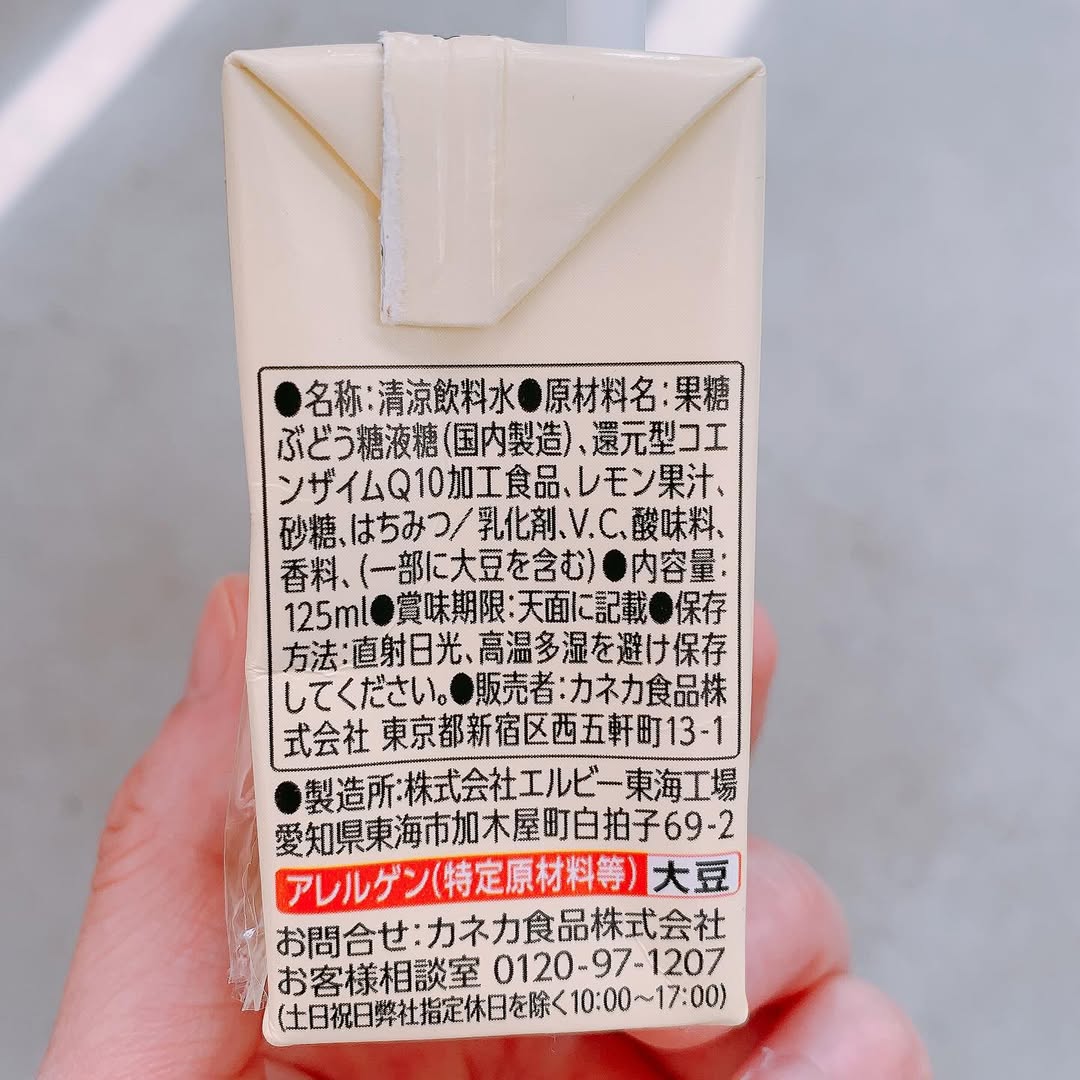 ●名称：清涼飲料水●原材料名：果糖
ぶどう糖液糖（国内製造）、還元型コエ
ンザイムQ10加工食品、レモン果汁、
砂糖、はちみつ／乳化剤、V.C、酸味料、
香料、（一部に大豆を含む）●内容量：
125ml●賞味期限：天面に記載●保存
方法：直射日光、高温多湿を避け保存
してください。●販売者：カネカ食品株
式会社 東京都新宿区西五軒町13-1
●製造所：株式会社エルビー東海工場
愛知県東海市加木屋町白拍子69-2
アレルゲン（特定原材料等） 大豆
お問合せ：カネカ食品株式会社
お客様相談室 0120-97-1207
（土日祝日弊社指定休日を除く10:00～17:00）